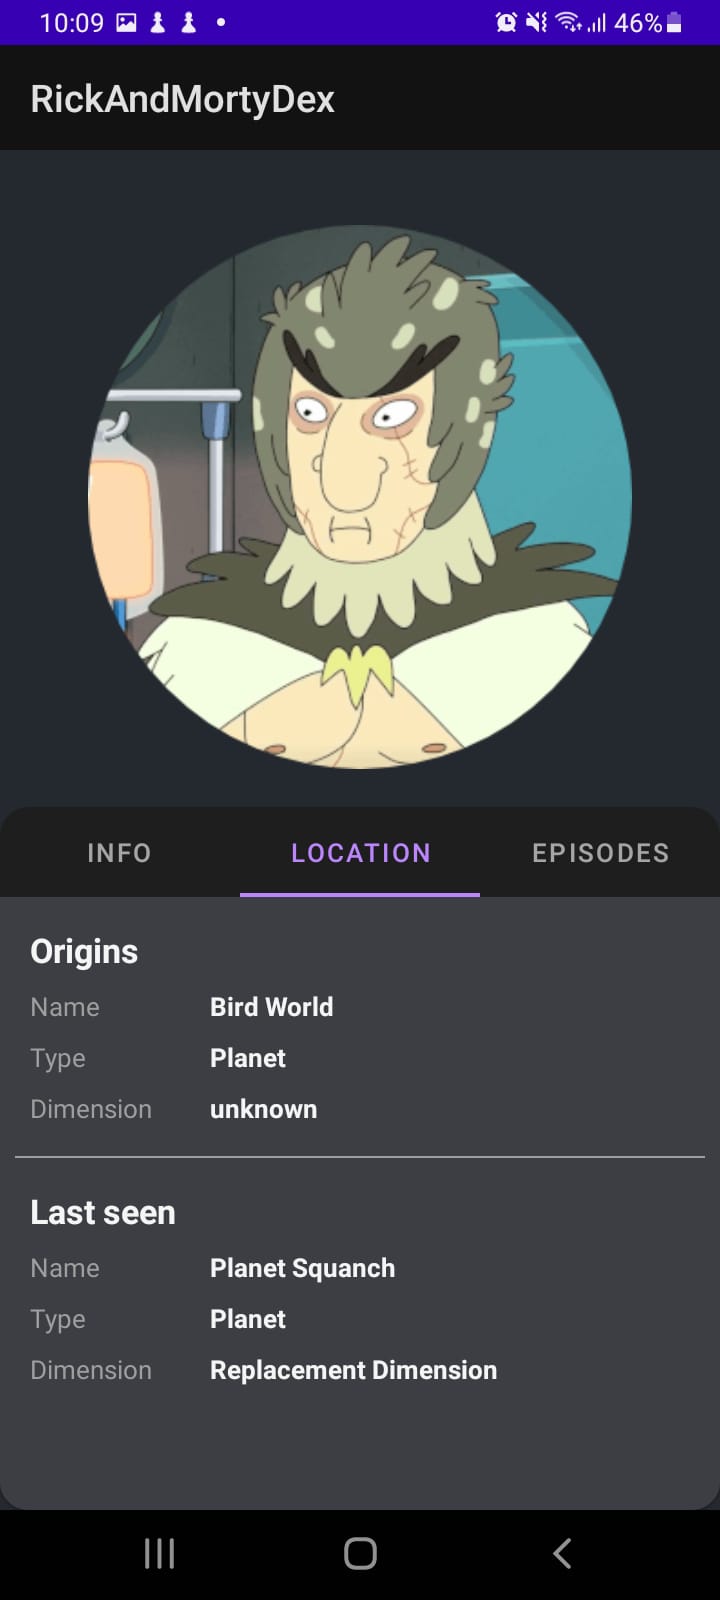 10:09 46%
RickAndMortyDex
INFO LOCATION EPISODES
Origins
Name Bird World
Type Planet
Dimension unknown
Last seen
Name Planet Squanch
Type Planet
Dimension Replacement Dimension